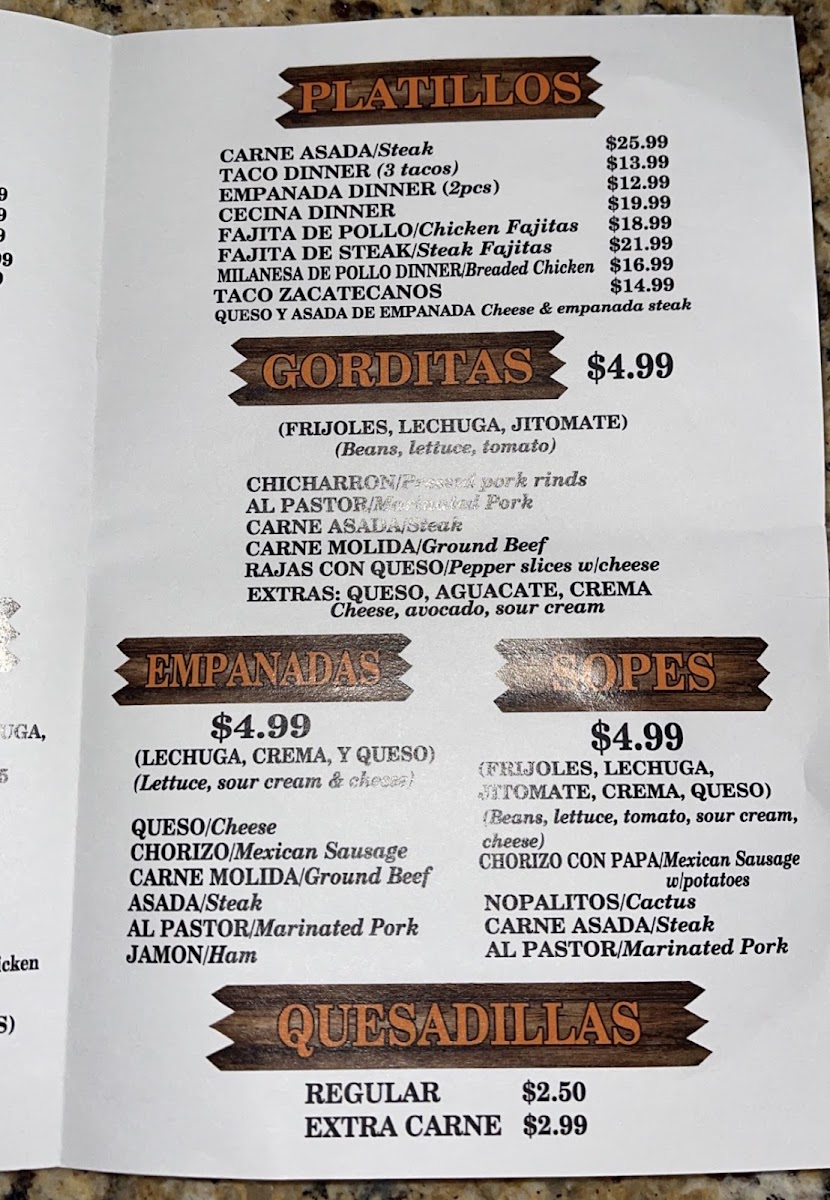 PLATILLOS
CARNE ASADA/Steak $25.99
TACO DINNER (3 tacos) $13.99
EMPANADA DINNER (2pcs) $12.99
CECINA DINNER $19.99
FAJITA DE POLLO/Chicken Fajitas $18.99
FAJITA DE STEAK/Steak Fajitas $21.99
MILANESA DE POLLO DINNER/Breaded Chicken $16.99
TACO ZACATECANOS $14.99
QUESO Y ASADA DE EMPANADA Cheese & empanada steak
GORDITAS $4.99
(FRIJOLES, LECHUGA, JITOMATE)
(Beans, lettuce, tomato)
CHICHARRON/Pressed pork rinds
AL PASTOR/Marinated Pork
CARNE ASADA/Steak
CARNE MOLIDA/Ground Beef
RAJAS CON QUESO/Pepper slices w/cheese
EXTRAS: QUESO, AGUACATE, CREMA
Cheese, avocado, sour cream
EMPANADAS
$4.99
(LECHUGA, CREMA, Y QUESO)
(Lettuce, sour cream & cheese)
QUESO/Cheese
CHORIZO/Mexican Sausage
CARNE MOLIDA/Ground Beef
ASADA/Steak
AL PASTOR/Marinated Pork
JAMON/Ham
SOPES
$4.99
(FRIJOLES, LECHUGA,
JITOMATE, CREMA, QUESO)
(Beans, lettuce, tomato, sour cream,
cheese)
CHORIZO CON PAPA/Mexican Sausage
w/potatoes
NOPALITOS/Cactus
CARNE ASADA/Steak
AL PASTOR/Marinated Pork
QUESADILLAS
REGULAR $2.50
EXTRA CARNE $2.99